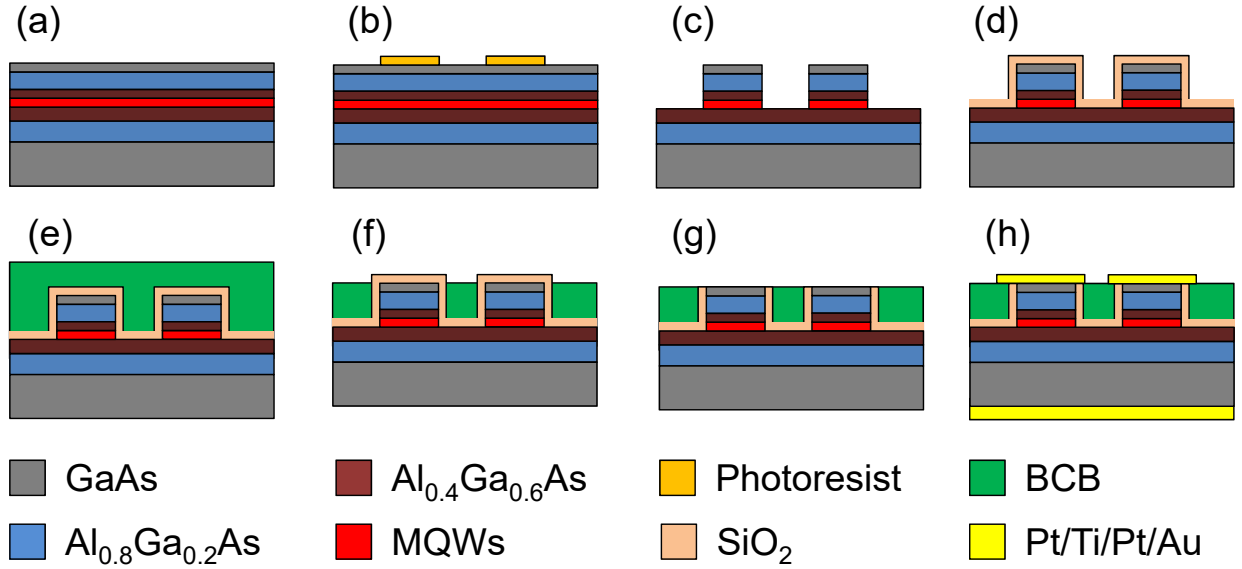 (a) (b) (c) (d)
(e) (f) (g) (h)
GaAs Al₀.₄Ga₀.₆As Photoresist BCB
Al₀.₈Ga₀.₂As MQWs SiO₂ Pt/Ti/Pt/Au